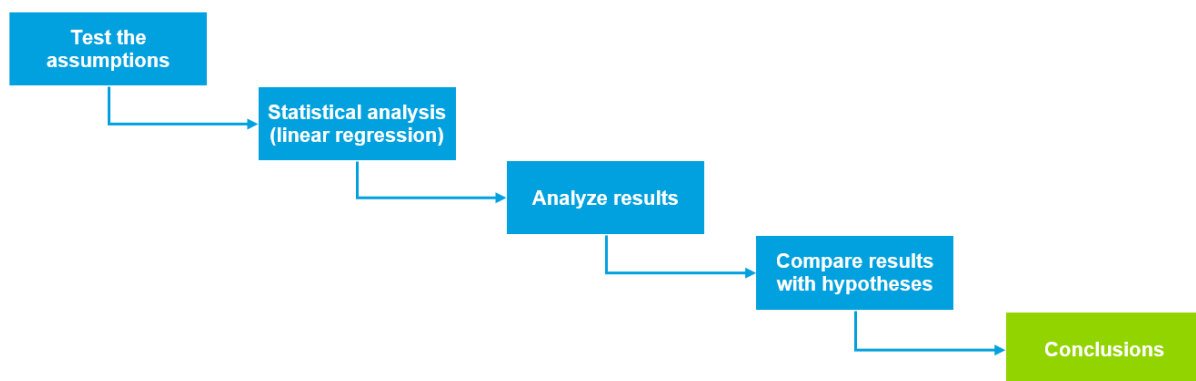 Test the
assumptions
Statistical analysis
(linear regression)
Analyze results
Compare results
with hypotheses
Conclusions